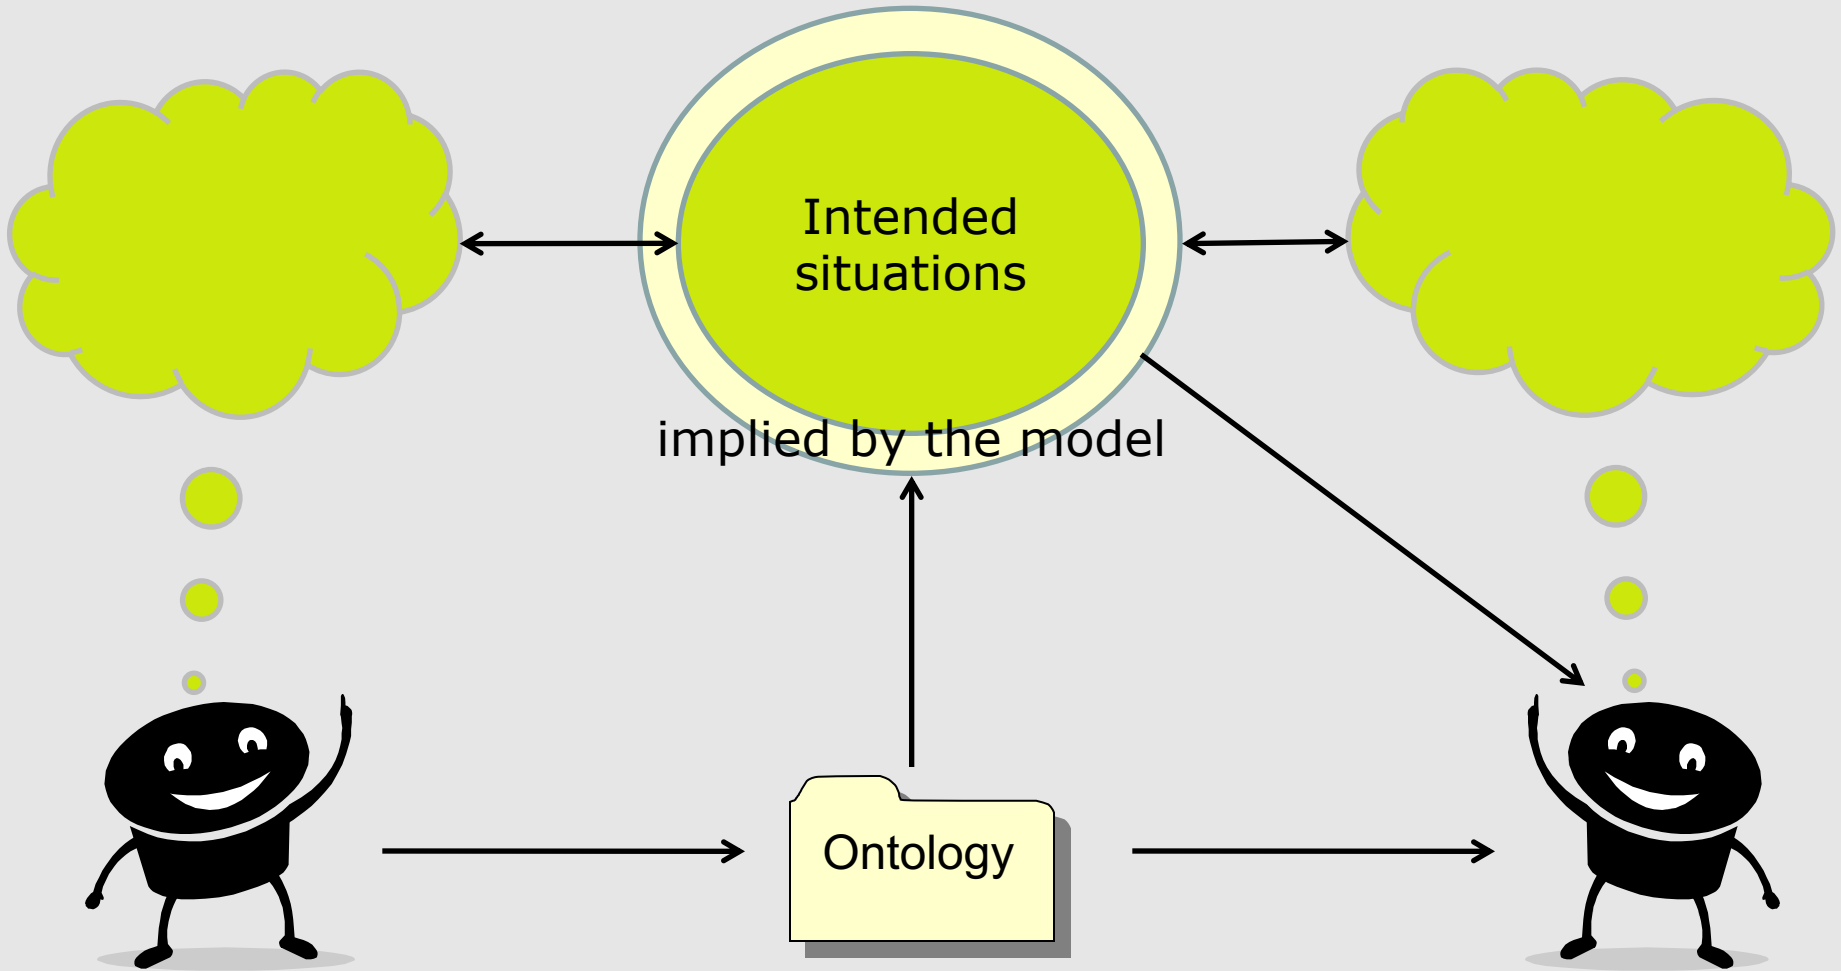 Intended
situations
implied by the model
Ontology